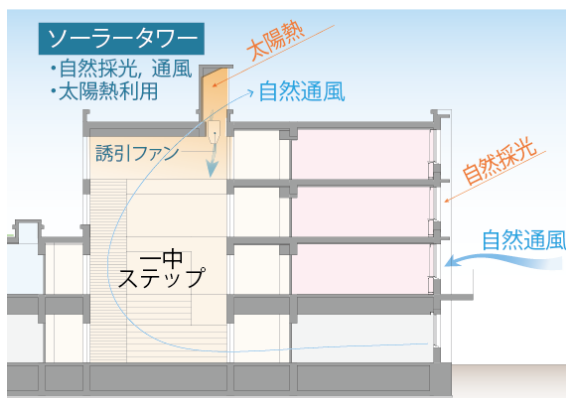 ソーラータワー
・自然採光, 通風
・太陽熱利用
太陽熱
自然通風
誘引ファン
自然採光
自然通風
一中
ステップ